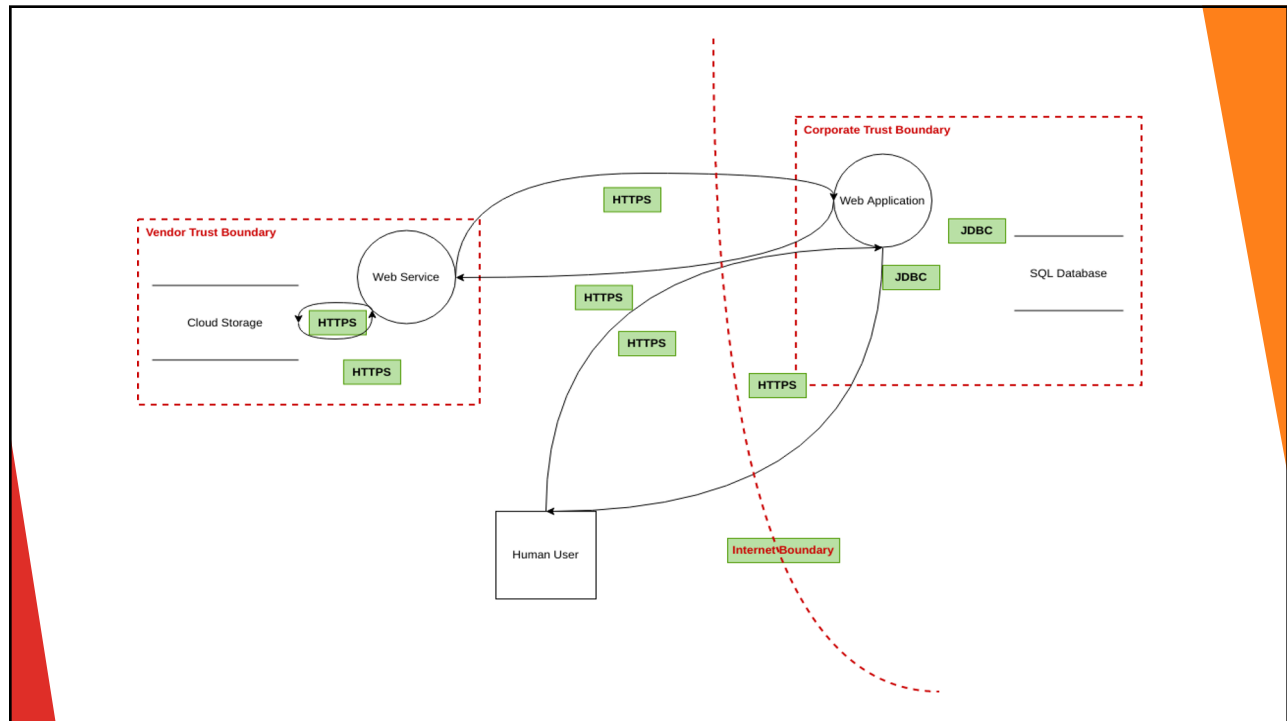 Corporate Trust Boundary
HTTPS
Web Application
JDBC
Vendor Trust Boundary
Web Service
JDBC
SQL Database
HTTPS
Cloud Storage
HTTPS
HTTPS
HTTPS
HTTPS
Internet Boundary
Human User